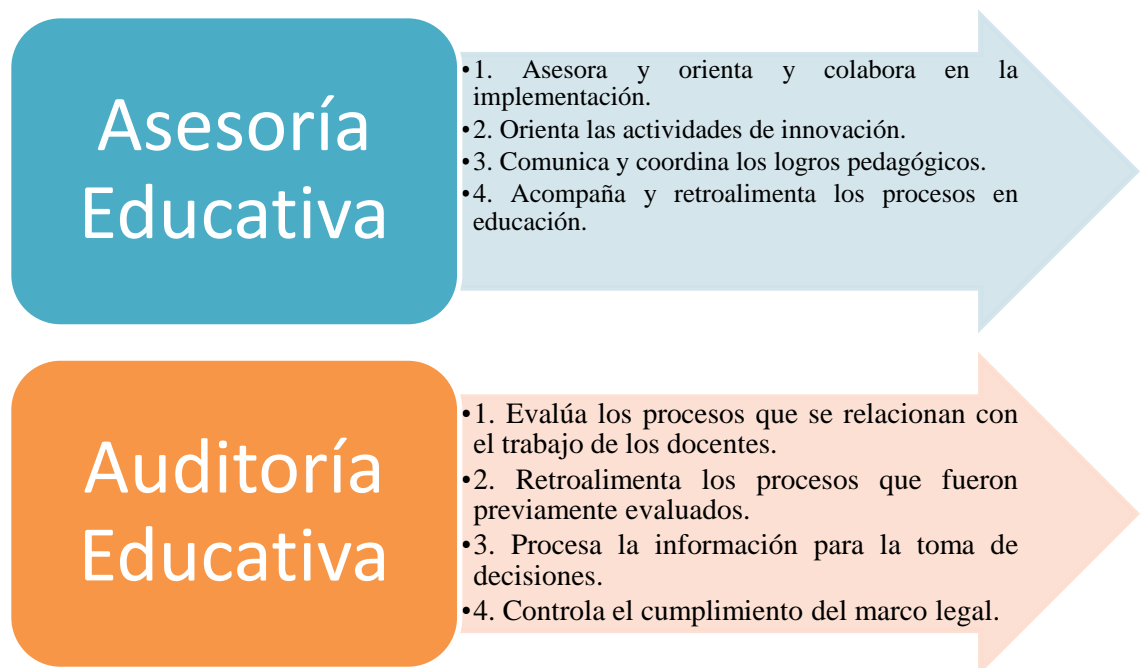 Asesoría
Educativa
•1. Asesora y orienta y colabora en la
implementación.
•2. Orienta las actividades de innovación.
•3. Comunica y coordina los logros pedagógicos.
•4. Acompaña y retroalimenta los procesos en
educación.
Auditoría
Educativa
•1. Evalúa los procesos que se relacionan con
el trabajo de los docentes.
•2. Retroalimenta los procesos que fueron
previamente evaluados.
•3. Procesa la información para la toma de
decisiones.
•4. Controla el cumplimiento del marco legal.